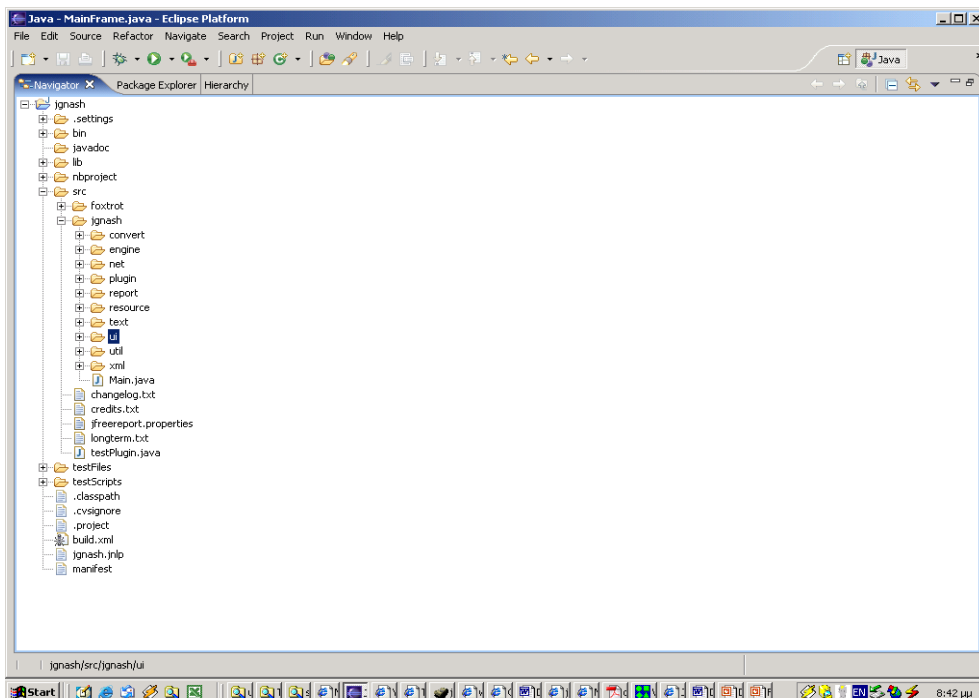 Java - MainFrame.java - Eclipse Platform
File Edit Source Refactor Navigate Search Project Run Window Help
Java
Navigator Package Explorer Hierarchy
jgnash
.settings
bin
javadoc
lib
nbproject
src
foxtrot
jgnash
convert
engine
net
plugin
report
resource
text
ui
util
xml
Main.java
changelog.txt
credits.txt
jfreereport.properties
longterm.txt
testPlugin.java
testFiles
testScripts
.classpath
.cvsignore
.project
build.xml
jgnash.jnlp
manifest
jgnash/src/jgnash/ui
Start EN 8:42 μμ